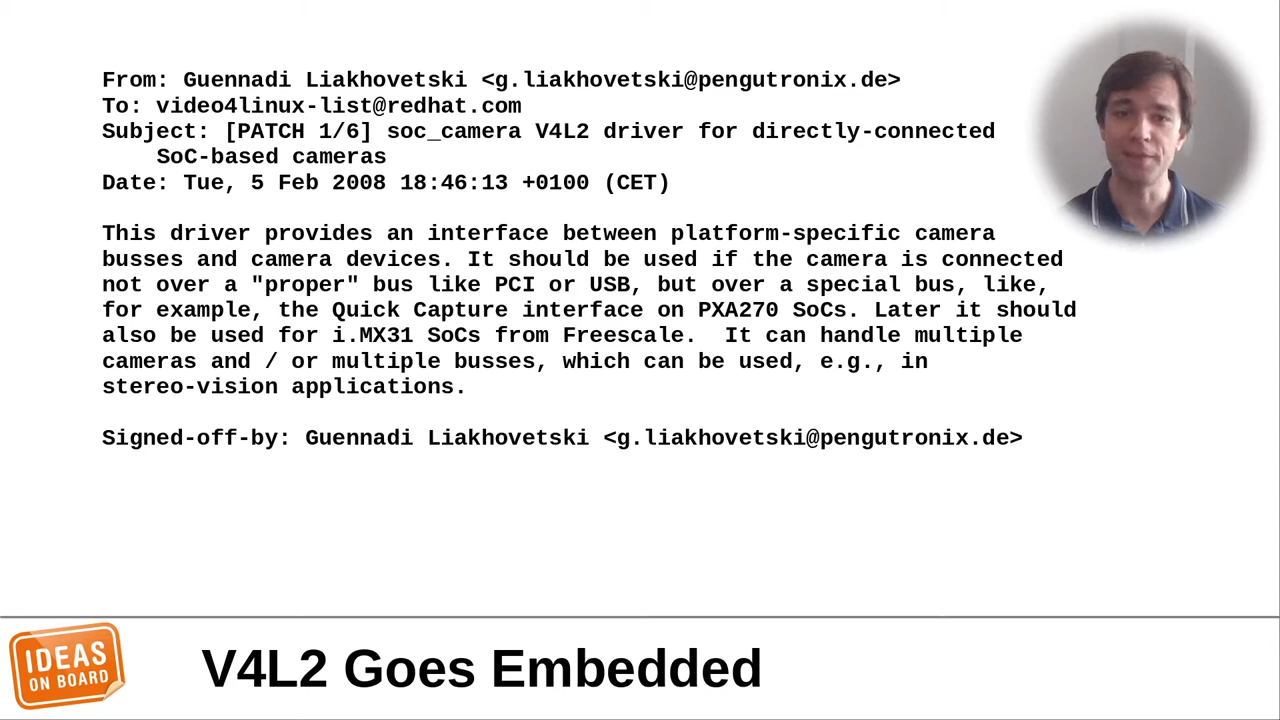 From: Guennadi Liakhovetski <g.liakhovetski@pengutronix.de>
To: video4linux-list@redhat.com
Subject: [PATCH 1/6] soc_camera V4L2 driver for directly-connected
SoC-based cameras
Date: Tue, 5 Feb 2008 18:46:13 +0100 (CET)
This driver provides an interface between platform-specific camera
busses and camera devices. It should be used if the camera is connected
not over a "proper" bus like PCI or USB, but over a special bus, like,
for example, the Quick Capture interface on PXA270 SoCs. Later it should
also be used for i.MX31 SoCs from Freescale.  It can handle multiple
cameras and / or multiple busses, which can be used, e.g., in
stereo-vision applications.
Signed-off-by: Guennadi Liakhovetski <g.liakhovetski@pengutronix.de>
IDEAS
ON BOARD
V4L2 Goes Embedded